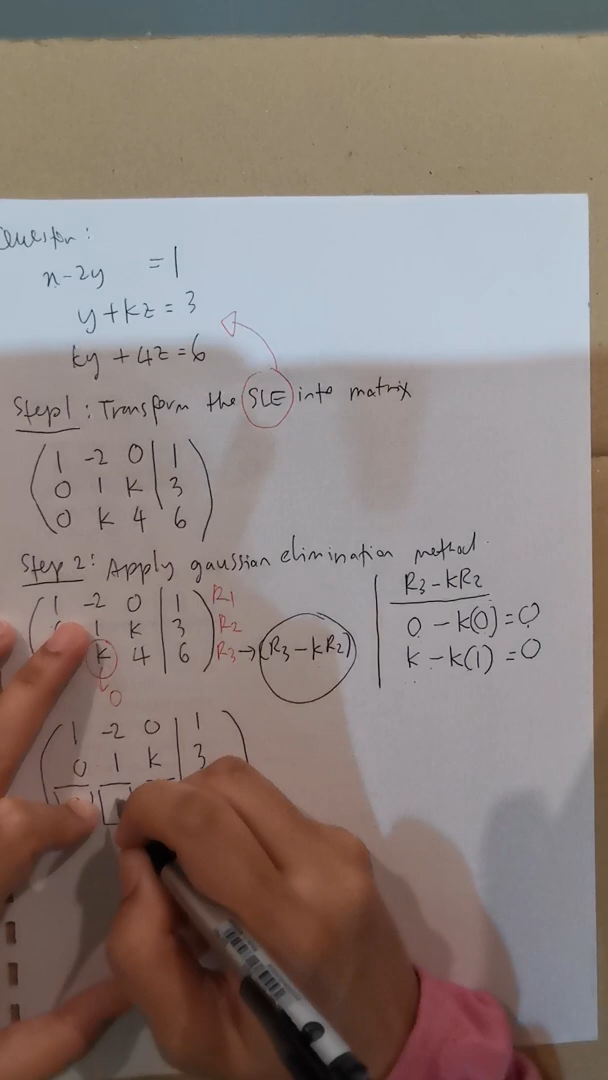 x-2y = 1
y+kz = 3
ky + 4z = 6
Step 1 : Transform the SLE into matrix
1 -2 0 | 1
0 1 k | 3
0 k 4 | 6
Step 2 : Apply gaussian elimination method.
1 -2 0 | 1 R1
1 k | 3 R2
k 4 | 6 R3 → (R3 - kR2)
0
R3 - kR2
0 - k(0) = 0
k - k(1) = 0
1 -2 0 | 1
0 1 k | 3